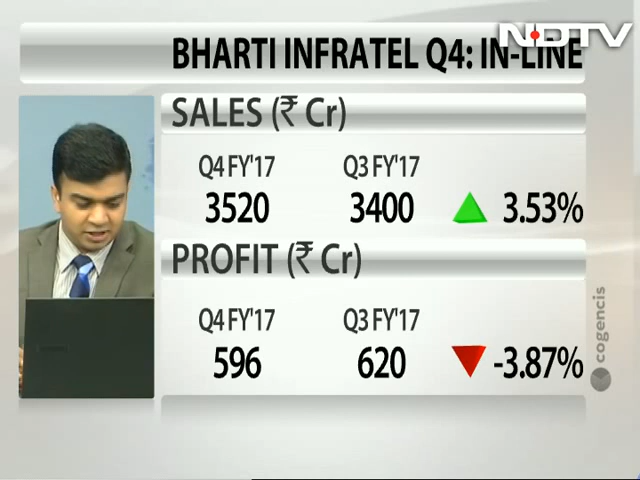 NDTV
BHARTI INFRATEL Q4: IN-LINE
SALES (₹ Cr)
Q4 FY'17 Q3 FY'17
3520 3400 3.53%
PROFIT (₹ Cr)
Q4 FY'17 Q3 FY'17
596 620 -3.87%
cogencis